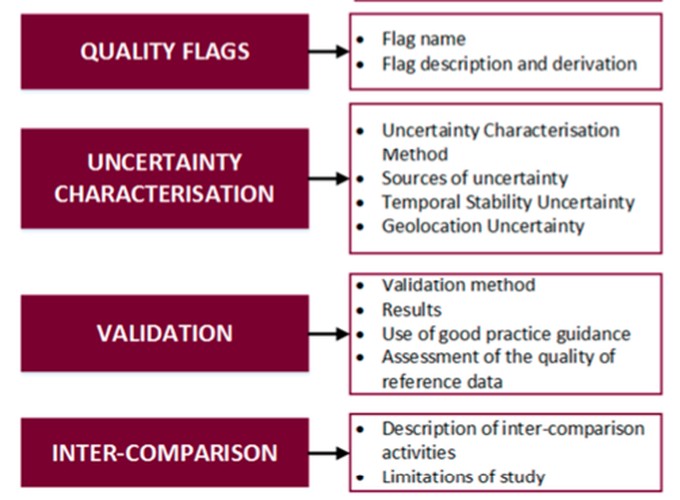 QUALITY FLAGS
• Flag name
• Flag description and derivation
UNCERTAINTY
CHARACTERISATION
• Uncertainty Characterisation
Method
• Sources of uncertainty
• Temporal Stability Uncertainty
• Geolocation Uncertainty
VALIDATION
• Validation method
• Results
• Use of good practice guidance
• Assessment of the quality of
reference data
INTER-COMPARISON
• Description of inter-comparison
activities
• Limitations of study